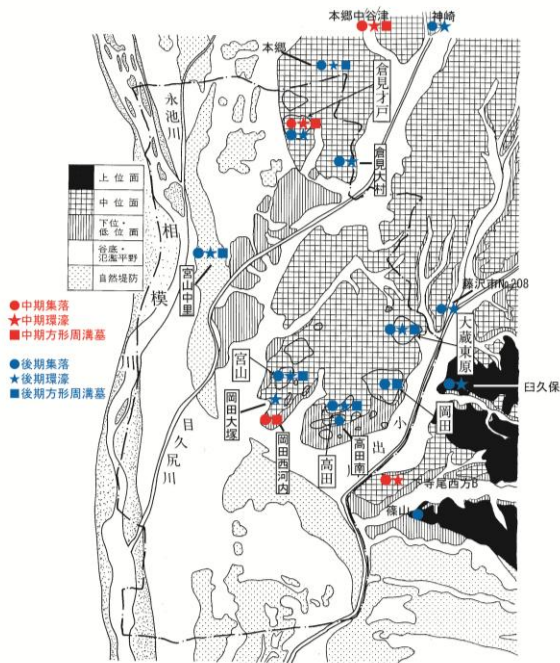 本郷中谷津
神崎
本郷
倉見才戸
永池川
倉見大村
上位面
中位面
下位・
低位面
谷底・
氾濫平野
自然堤防
相模川
藤沢市No.208
宮山中里
中期集落
中期環濠
中期方形周溝墓
後期集落
後期環濠
後期方形周溝墓
大蔵東原
臼久保
宮山
岡田
岡田大塚
小出川
目久尻川
岡田西河内
高田
高田南
下寺尾西方B
篠山